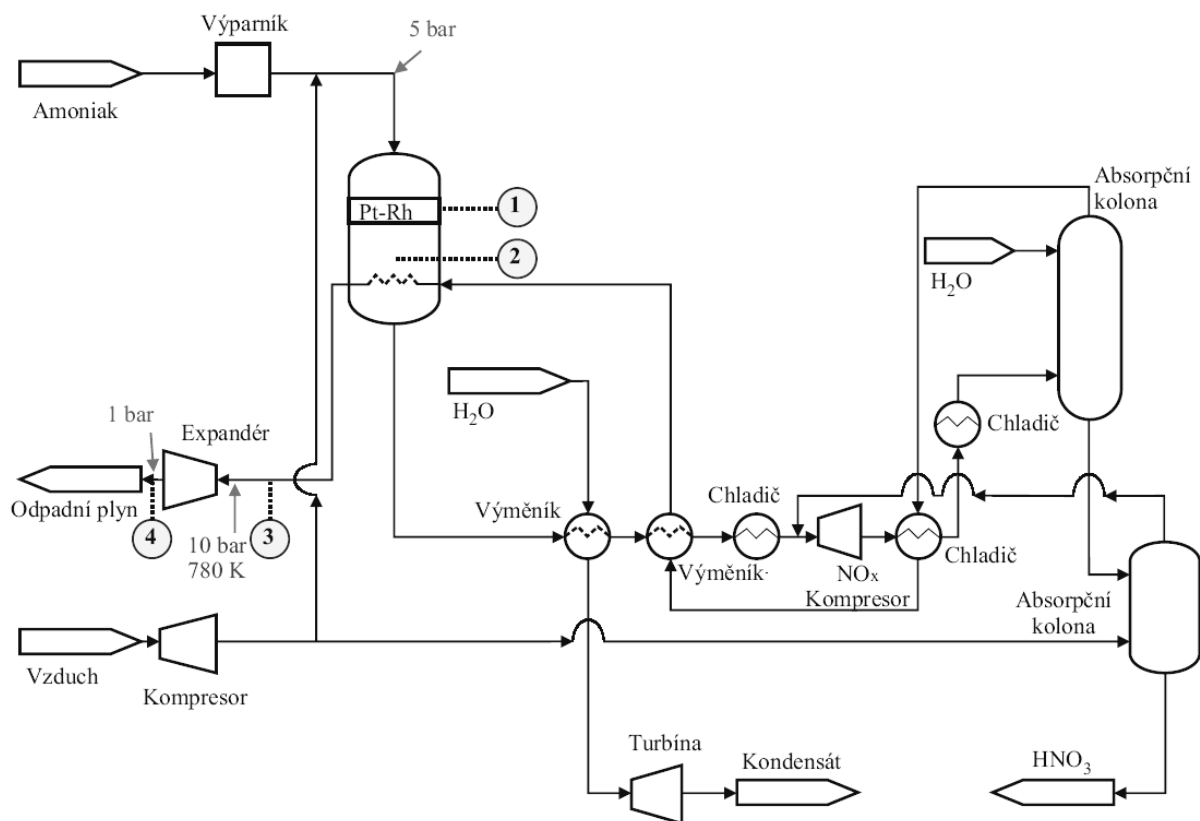 Výparník
5 bar
Amoniak
Pt-Rh
1
2
Absorpční
kolona
H2O
H2O
Chladič
1 bar
Expandér
Odpadní plyn
4
10 bar
780 K
3
Výměník
Chladič
Výměník·
NOx
Kompresor
Chladič
Absorpční
kolona
Vzduch
Kompresor
Turbína
Kondensát
HNO3